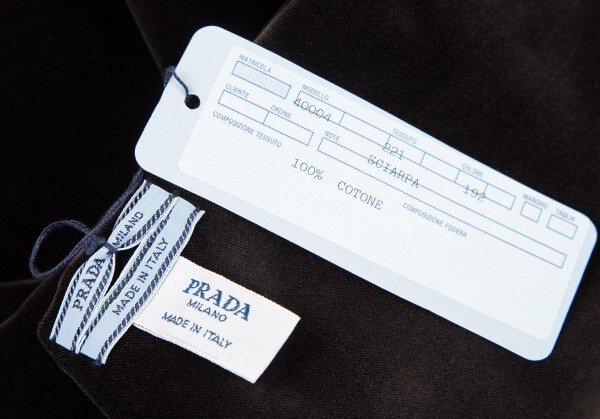 MATRICOLA
MODELLO
40004
TESSUTO
221
COLORE
192
MARGHIO
TAGLIA
CLIENTE
ORDINE
NOTE
SCIARPA
COMPOSIZIONE TESSUTO
100% COTONE
COMPOSIZIONE FODERA
PRADA
MILANO
MADE IN ITALY
PRADA
MILANO
MADE IN ITALY